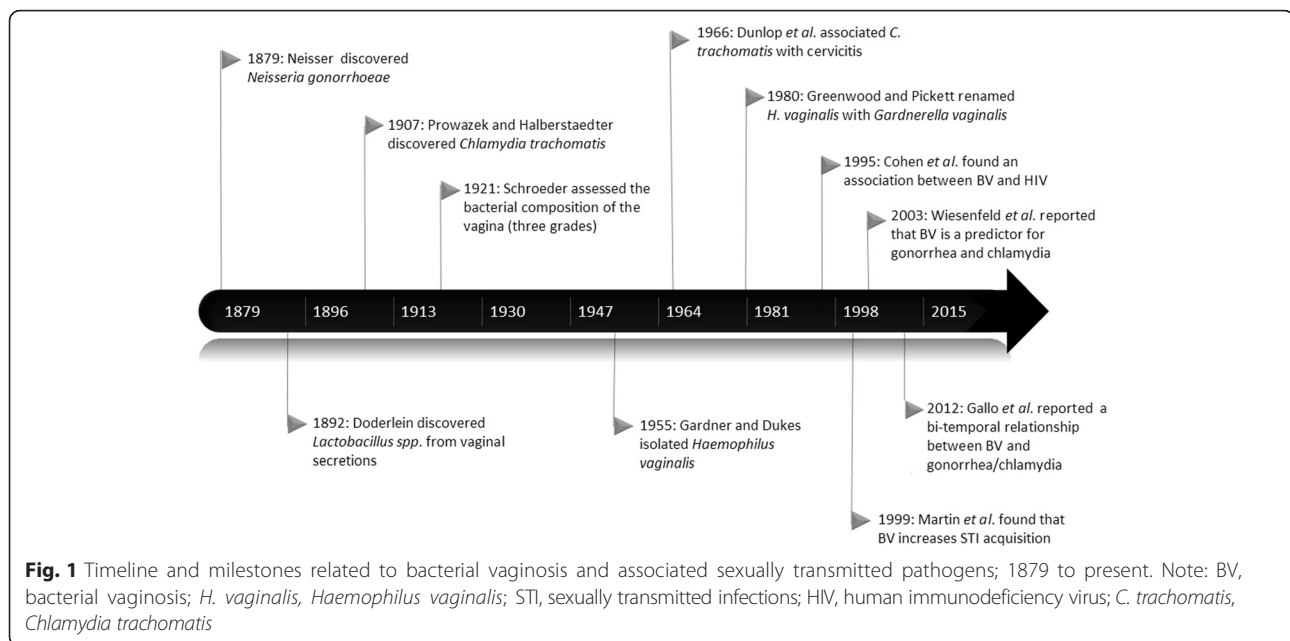 1879: Neisser discovered
Neisseria gonorrhoeae
1907: Prowazek and Halberstaedter
discovered Chlamydia trachomatis
1921: Schroeder assessed the
bacterial composition of the
vagina (three grades)
1966: Dunlop et al. associated C.
trachomatis with cervicitis
1980: Greenwood and Pickett renamed
H. vaginalis with Gardnerella vaginalis
1995: Cohen et al. found an
association between BV and HIV
2003: Wiesenfeld et al. reported
that BV is a predictor for
gonorrhea and chlamydia
1879 1896 1913 1930 1947 1964 1981 1998 2015
1892: Doderlein discovered
Lactobacillus spp. from vaginal
secretions
1955: Gardner and Dukes
isolated Haemophilus
vaginalis
2012: Gallo et al. reported a
bi-temporal relationship
between BV and
gonorrhea/chlamydia
1999: Martin et al. found that
BV increases STI acquisition
Fig. 1 Timeline and milestones related to bacterial vaginosis and associated sexually transmitted pathogens; 1879 to present. Note: BV,
bacterial vaginosis; H. vaginalis, Haemophilus vaginalis; STI, sexually transmitted infections; HIV, human immunodeficiency virus; C. trachomatis,
Chlamydia trachomatis